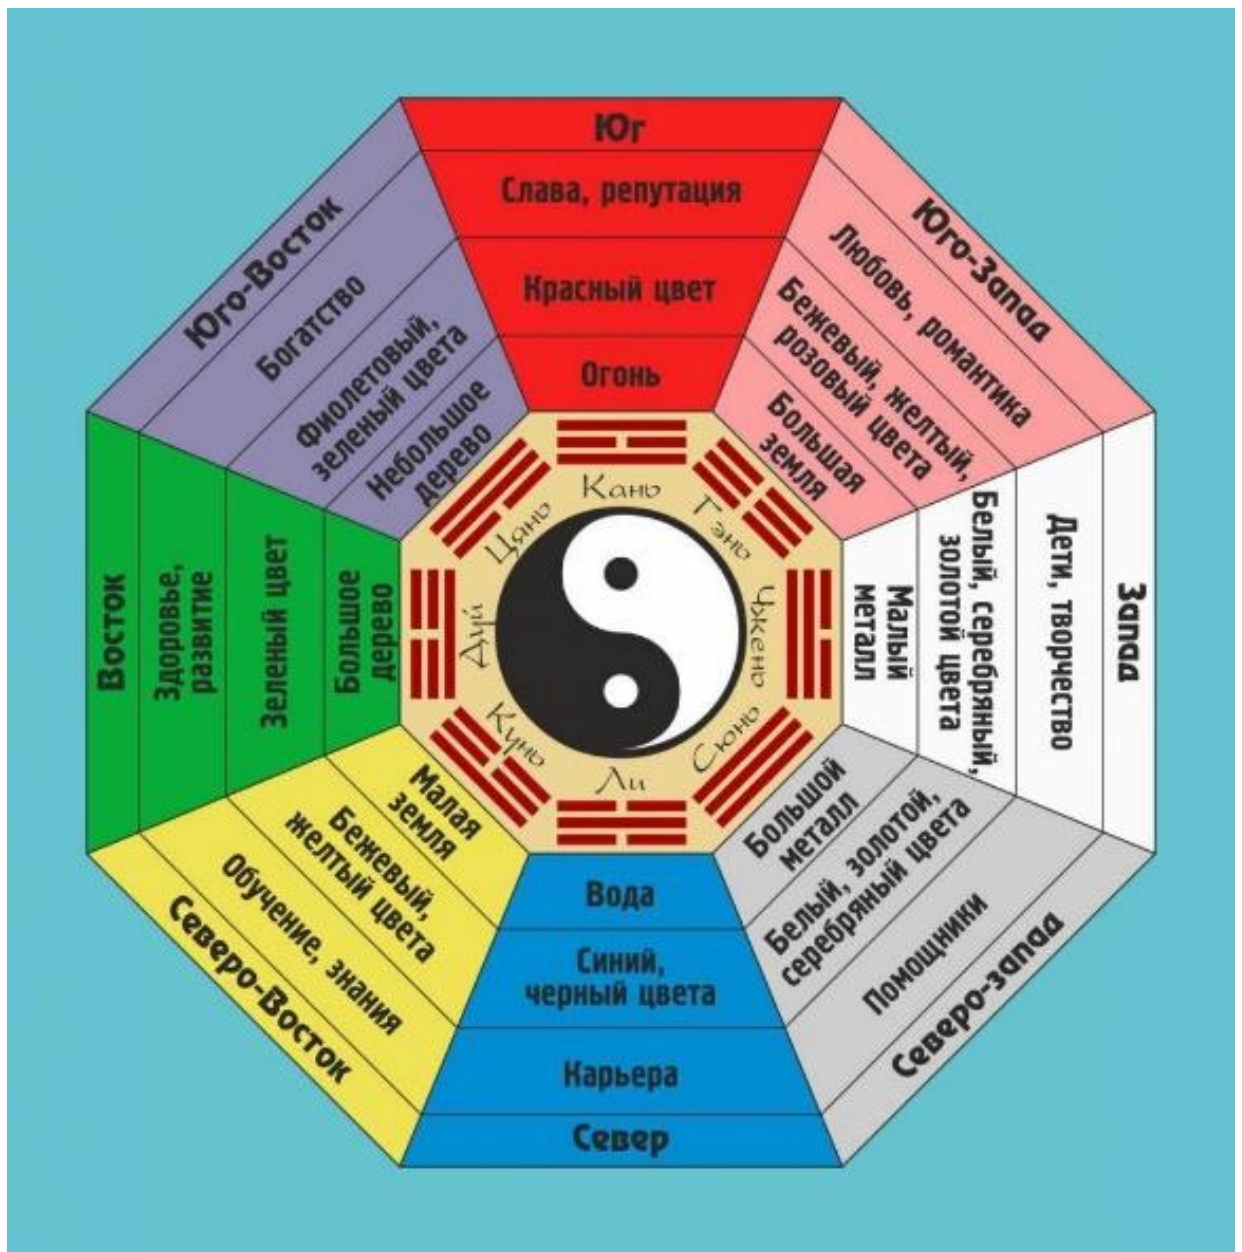 Юг
Слава, репутация
Красный цвет
Огонь
Юго-Запад
Любовь, романтика
Бежевый, желтый,
розовый цвета
Большая
земля
Запад
Дети, творчество
Белый, серебряный,
золотой цвета
Малый
металл
Северо-запад
Помощники
Белый, золотой,
серебряный цвета
Большой
металл
Север
Карьера
Синий,
черный цвета
Вода
Северо-Восток
Обучение, знания
Бежевый,
желтый цвета
Малая
земля
Восток
Здоровье,
развитие
Зеленый цвет
Большое
дерево
Юго-Восток
Богатство
Фиолетовый,
зеленый цвета
Небольшое
дерево
Кань
Гэнь
Чжень
Сюнь
Ли
Кунь
Дуй
Цянь